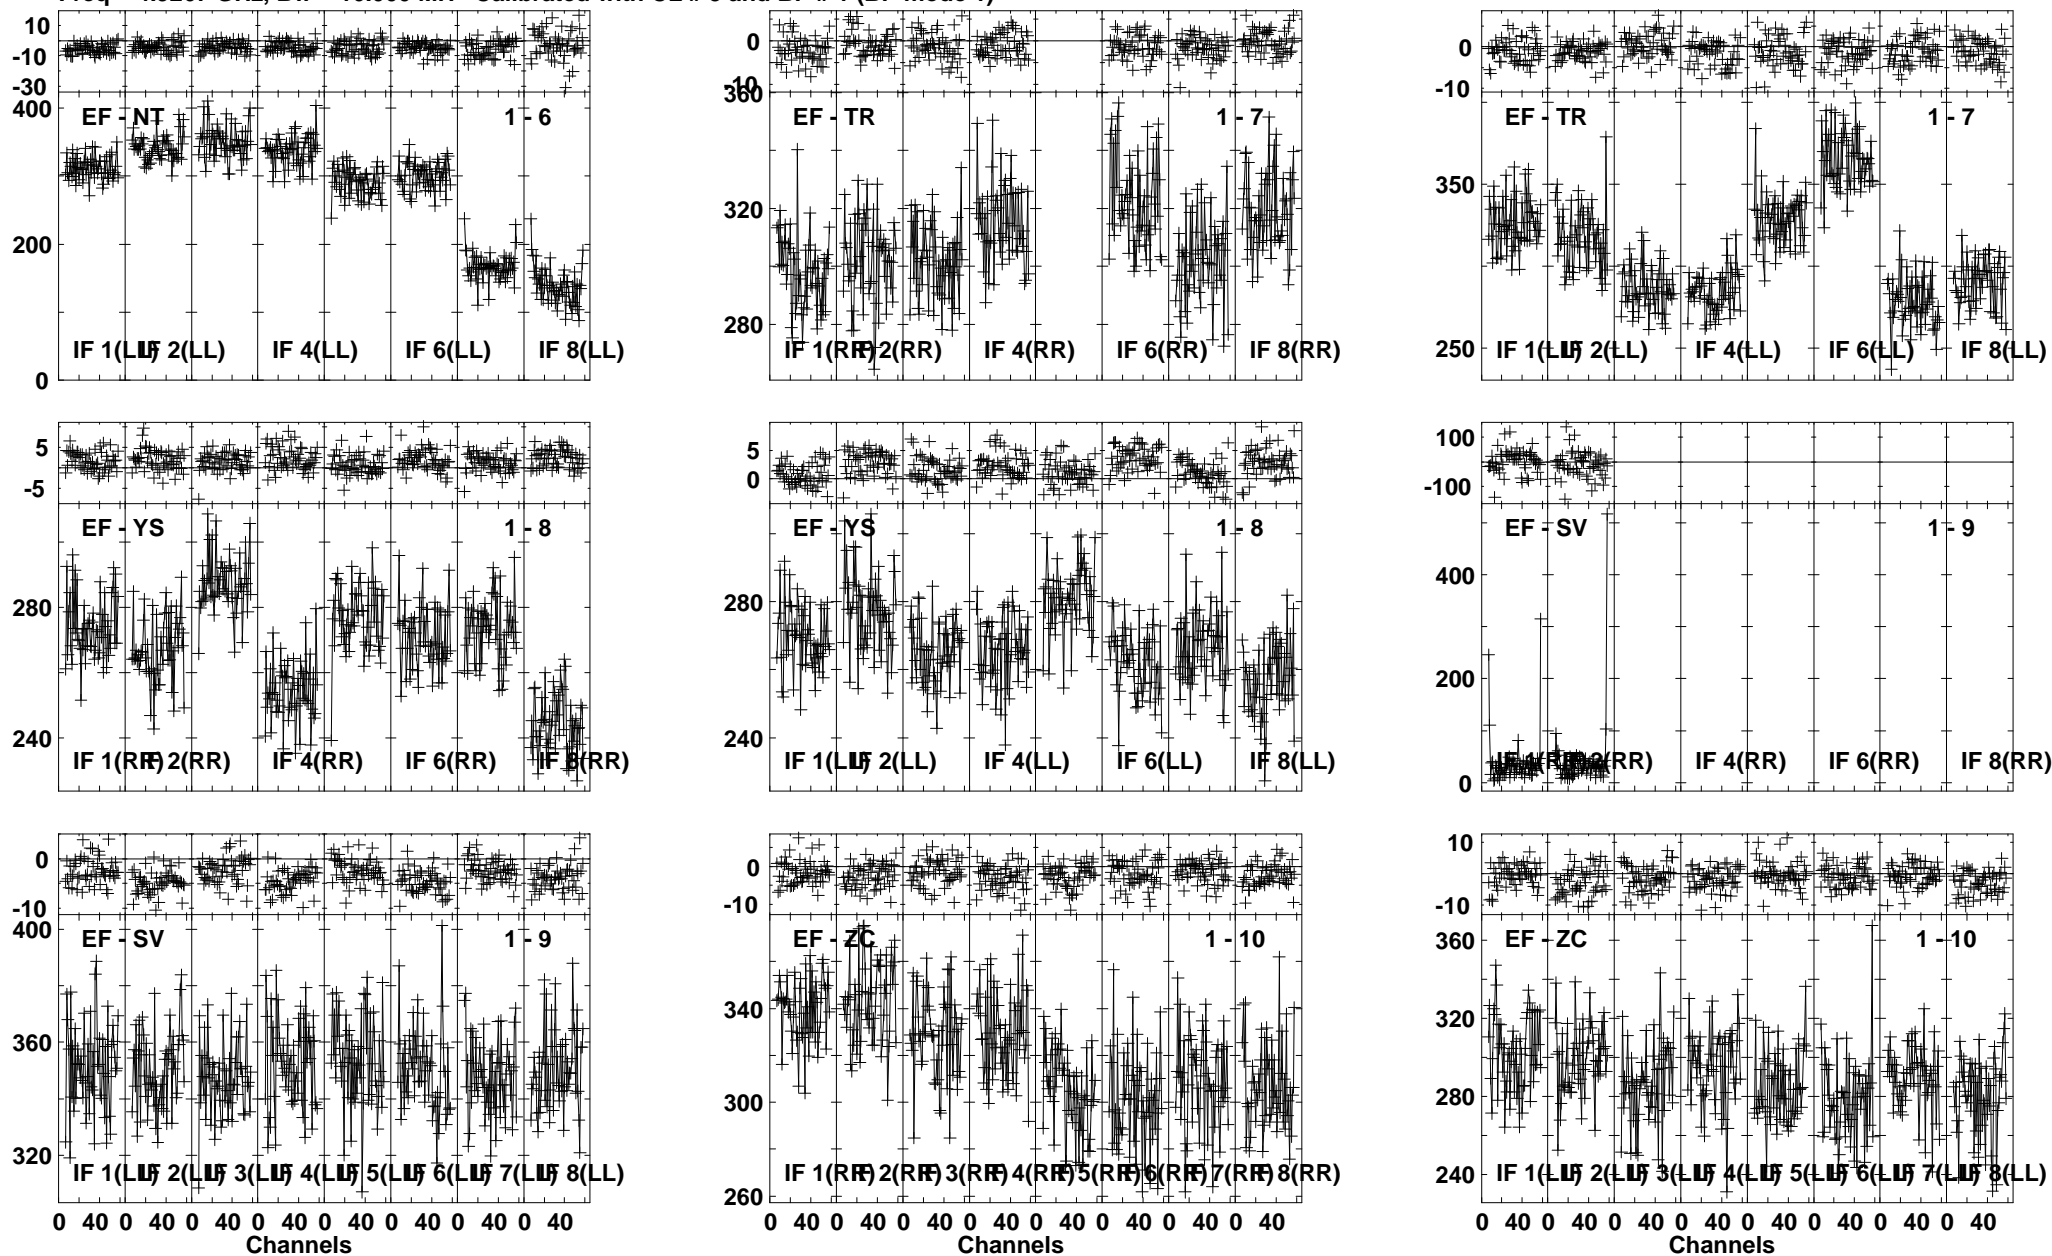 10
-10
-30
400
200
0
EF - NT
1 - 6
IF 1(LL) IF 2(LL) IF 4(LL) IF 6(LL) IF 8(LL)
0
-10
360
320
280
EF - TR
1 - 7
IF 1(RR) IF 2(RR) IF 4(RR) IF 6(RR) IF 8(RR)
0
-10
350
250
EF - TR
1 - 7
IF 1(LL) IF 2(LL) IF 4(LL) IF 6(LL) IF 8(LL)
5
-5
280
240
EF - YS
1 - 8
IF 1(RR) IF 2(RR) IF 4(RR) IF 6(RR) IF 8(RR)
5
0
280
240
EF - YS
1 - 8
IF 1(LL) IF 2(LL) IF 4(LL) IF 6(LL) IF 8(LL)
100
-100
400
200
0
EF - SV
1 - 9
IF 1(RR) IF 2(RR) IF 4(RR) IF 6(RR) IF 8(RR)
0
-10
400
360
320
EF - SV
1 - 9
IF 1(LL) IF 2(LL) IF 3(LL) IF 4(LL) IF 5(LL) IF 6(LL) IF 7(LL) IF 8(LL)
0 40 0 40 0 40 0 40 0 40 0 40 0 40 0 40
Channels
0
-10
340
300
260
EF - ZC
1 - 10
IF 1(RR) IF 2(RR) IF 3(RR) IF 4(RR) IF 5(RR) IF 6(RR) IF 7(RR) IF 8(RR)
0 40 0 40 0 40 0 40 0 40 0 40 0 40 0 40
Channels
10
-10
360
320
280
240
EF - ZC
1 - 10
IF 1(LL) IF 2(LL) IF 3(LL) IF 4(LL) IF 5(LL) IF 6(LL) IF 7(LL) IF 8(LL)
0 40 0 40 0 40 0 40 0 40 0 40 0 40 0 40
Channels